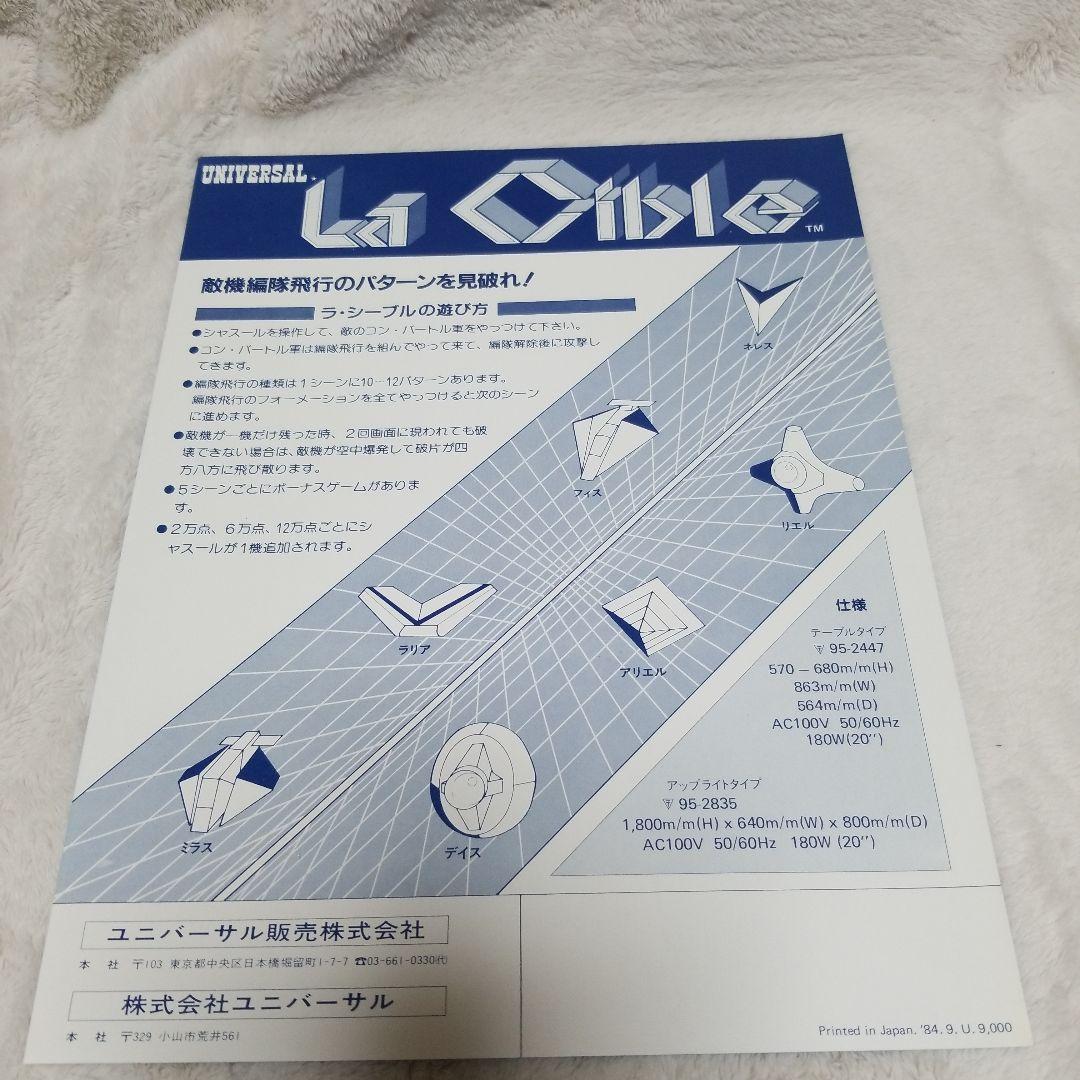 UNIVERSAL
La Cible
TM
敵機編隊飛行のパターンを見破れ!
ラ・シーブルの遊び方
●シャスールを操作して、敵のコン・バートル軍をやっつけて下さい。
●コン・バートル軍は編隊飛行を組んでやって来て、編隊解除後に攻撃し
てきます。
●編隊飛行の種類は1シーンに10－12パターンあります。
編隊飛行のフォーメーションを全てやっつけると次のシーン
に進めます。
●敵機が一機だけ残った時、2回画面に現われても破
壊できない場合は、敵機が空中爆発して破片が四
方八方に飛び散ります。
●5シーンごとにボーナスゲームがありま
す。
●2万点、6万点、12万点ごとにシ
ャスールが1機追加されます。
ネレス
フィス
リエル
ラリア
アリエル
ミラス
デイス
仕様
テーブルタイプ
〒 95-2447
570 – 680m/m(H)
863m/m(W)
564m/m(D)
AC100V 50/60Hz
180W(20″)
アップライトタイプ
〒 95-2835
1,800m/m(H) x 640m/m(W) x 800m/m(D)
AC100V 50/60Hz 180W (20″)
ユニバーサル販売株式会社
本 社 〒103 東京都中央区日本橋堀留町1-7-7 ☎03-661-0330㈹
株式会社ユニバーサル
本 社 〒329 小山市荒井561
Printed in Japan. '84. 9. U. 9,000